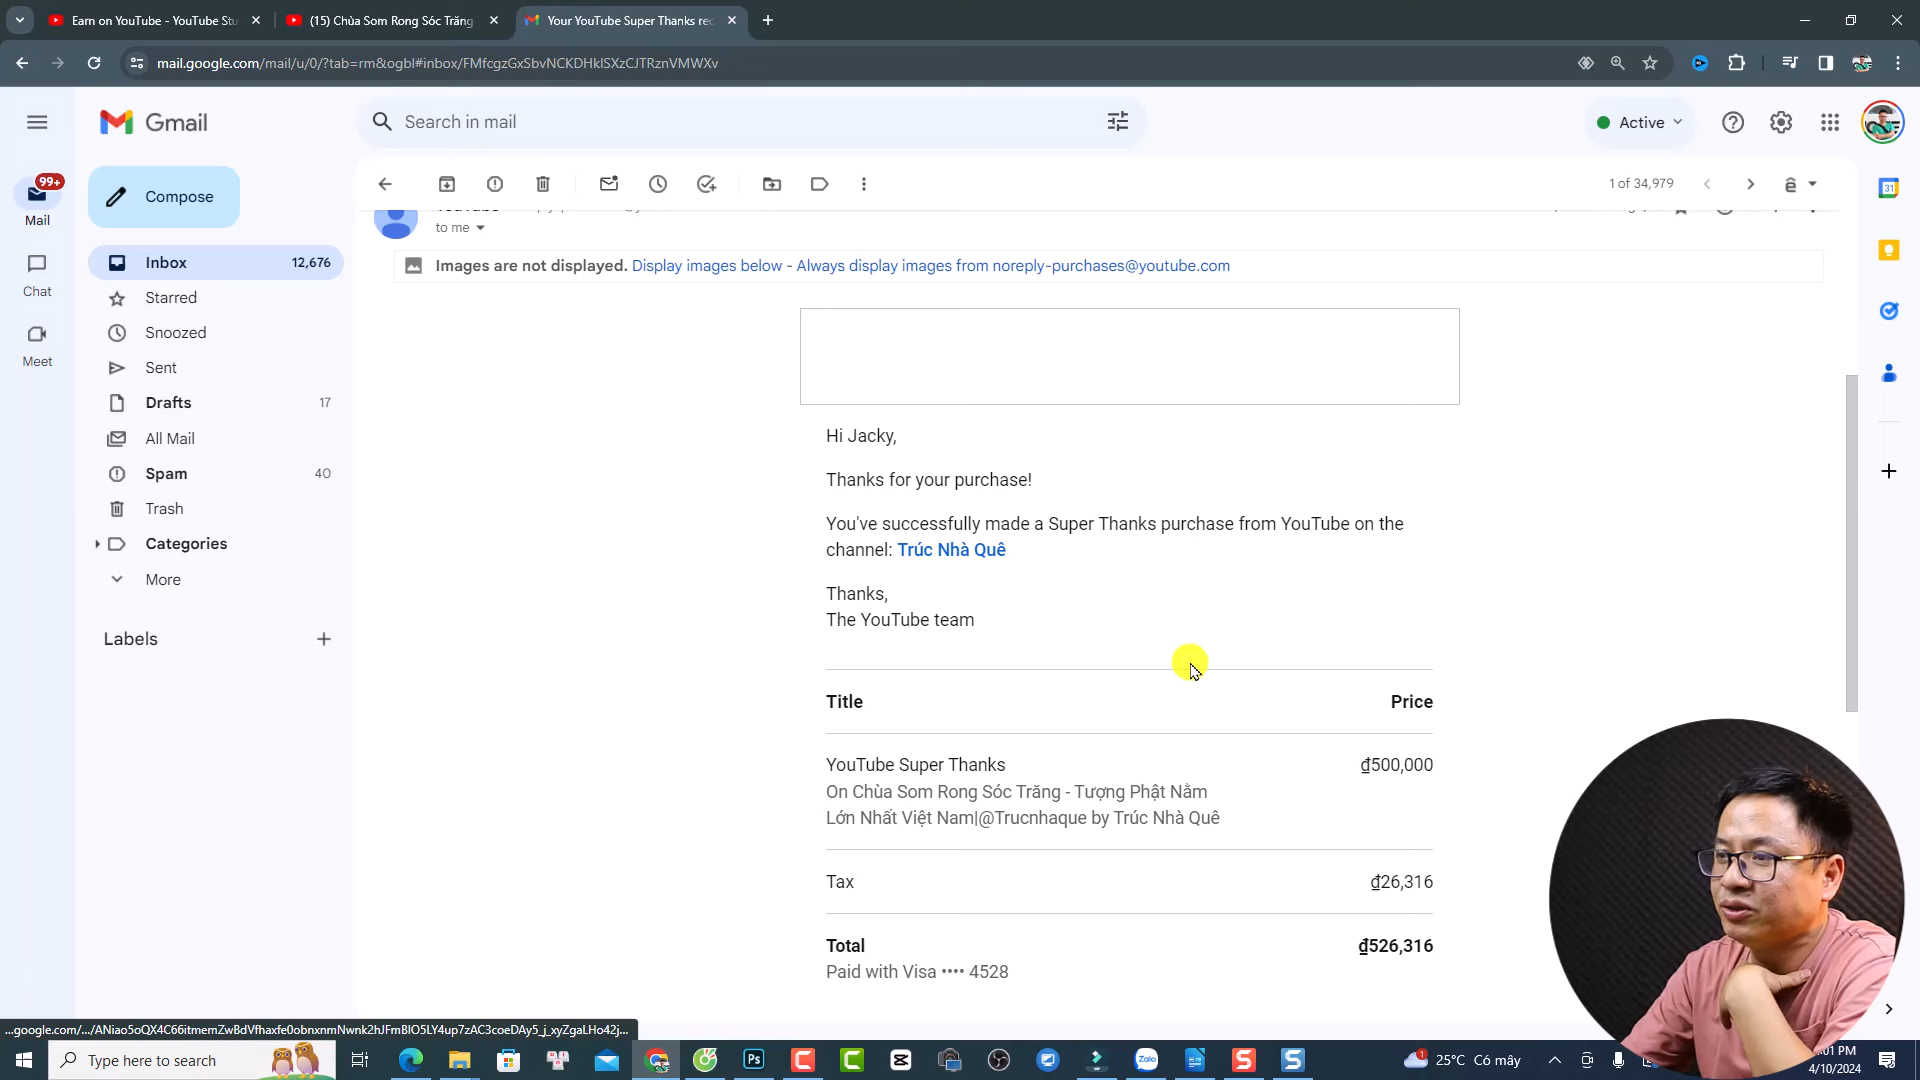 Earn on YouTube - YouTube Stu
(15) Chùa Som Rong Sóc Trăng
Your YouTube Super Thanks rec
mail.google.com/mail/u/0/?tab=rm&ogbl#inbox/FMfcgzGxSbvNCKDHklSXzCJTRznVMWXv
Gmail
Search in mail
Active
99+
Mail
Compose
1 of 34,979
to me
Inbox 12,676
Images are not displayed. Display images below - Always display images from noreply-purchases@youtube.com
Chat
Starred
Snoozed
Meet
Sent
Drafts 17
All Mail
Spam 40
Trash
Categories
More
Labels
31
Hi Jacky,
Thanks for your purchase!
You've successfully made a Super Thanks purchase from YouTube on the
channel: Trúc Nhà Quê
Thanks,
The YouTube team
Title Price
YouTube Super Thanks ₫500,000
On Chùa Som Rong Sóc Trăng - Tượng Phật Nằm
Lớn Nhất Việt Nam|@Trucnhaque by Trúc Nhà Quê
Tax ₫26,316
Total ₫526,316
Paid with Visa •••• 4528
Type here to search
Ps
Zalo
1
25°C Có mây
:01 PM
4/10/2024